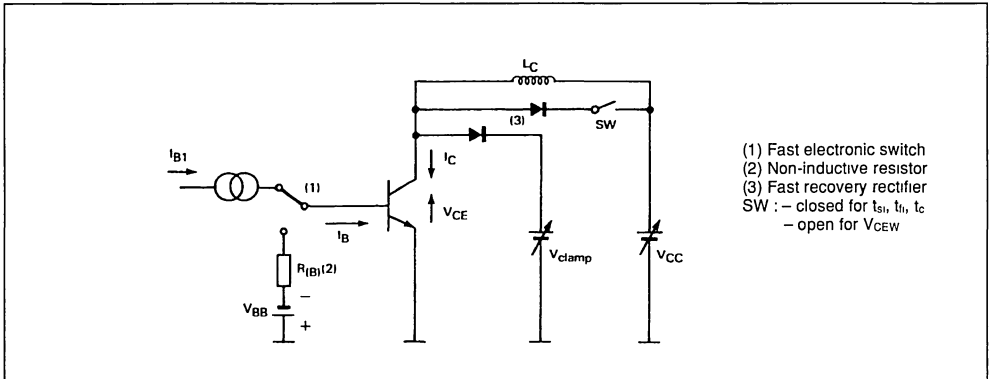 LC
(3)
SW
IB1
(1)
IC
VCE
IB
R(B)(2)
VBB
−
+
Vclamp
VCC
(1) Fast electronic switch
(2) Non-inductive resistor
(3) Fast recovery rectifier
SW : – closed for tsi, tfi, tc
– open for VCEW